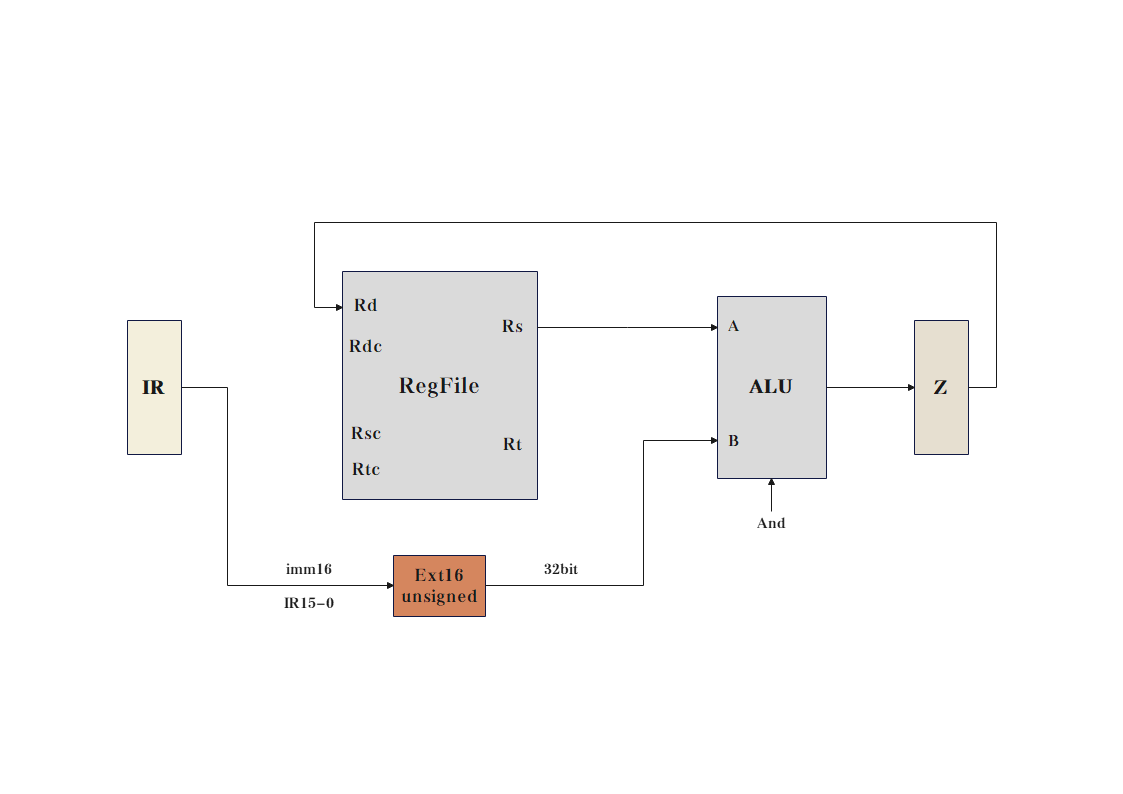 Rd
Rs
A
Rdc
IR
RegFile
ALU
Z
Rsc
Rt
B
Rtc
And
imm16
Ext16
unsigned
32bit
IR15-0